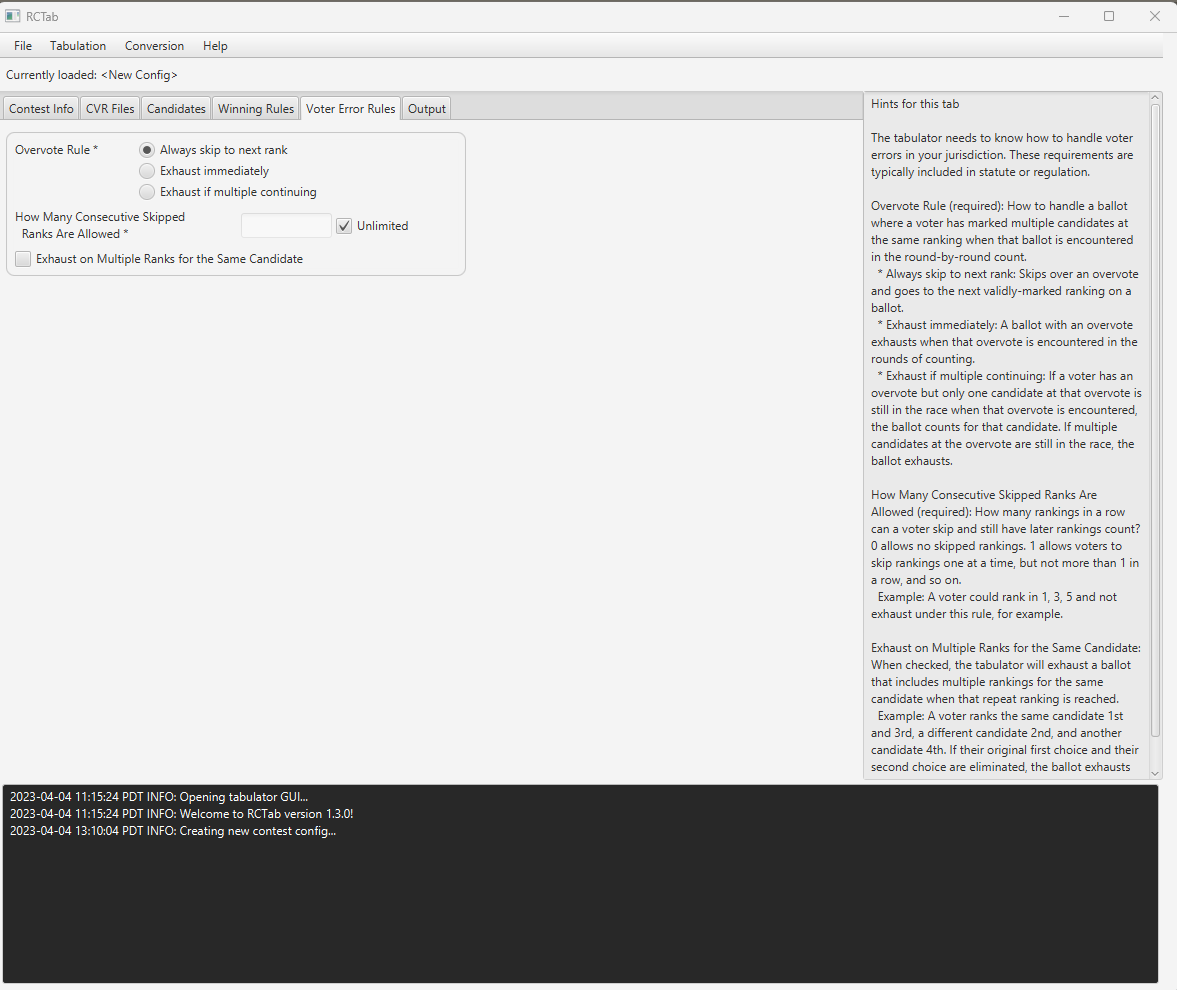 RCTab
File Tabulation Conversion Help
Currently loaded: <New Config>
Contest Info CVR Files Candidates Winning Rules Voter Error Rules Output
Overvote Rule *
Always skip to next rank
Exhaust immediately
Exhaust if multiple continuing
How Many Consecutive Skipped
Ranks Are Allowed *
Unlimited
Exhaust on Multiple Ranks for the Same Candidate
Hints for this tab
The tabulator needs to know how to handle voter
errors in your jurisdiction. These requirements are
typically included in statute or regulation.
Overvote Rule (required): How to handle a ballot
where a voter has marked multiple candidates at
the same ranking when that ballot is encountered
in the round-by-round count.
* Always skip to next rank: Skips over an overvote
and goes to the next validly-marked ranking on a
ballot.
* Exhaust immediately: A ballot with an overvote
exhausts when that overvote is encountered in the
rounds of counting.
* Exhaust if multiple continuing: If a voter has an
overvote but only one candidate at that overvote is
still in the race when that overvote is encountered,
the ballot counts for that candidate. If multiple
candidates at the overvote are still in the race, the
ballot exhausts.
How Many Consecutive Skipped Ranks Are
Allowed (required): How many rankings in a row
can a voter skip and still have later rankings count?
0 allows no skipped rankings. 1 allows voters to
skip rankings one at a time, but not more than 1 in
a row, and so on.
Example: A voter could rank in 1, 3, 5 and not
exhaust under this rule, for example.
Exhaust on Multiple Ranks for the Same Candidate:
When checked, the tabulator will exhaust a ballot
that includes multiple rankings for the same
candidate when that repeat ranking is reached.
Example: A voter ranks the same candidate 1st
and 3rd, a different candidate 2nd, and another
candidate 4th. If their original first choice and their
second choice are eliminated, the ballot exhausts
2023-04-04 11:15:24 PDT INFO: Opening tabulator GUI...
2023-04-04 11:15:24 PDT INFO: Welcome to RCTab version 1.3.0!
2023-04-04 13:10:04 PDT INFO: Creating new contest config...